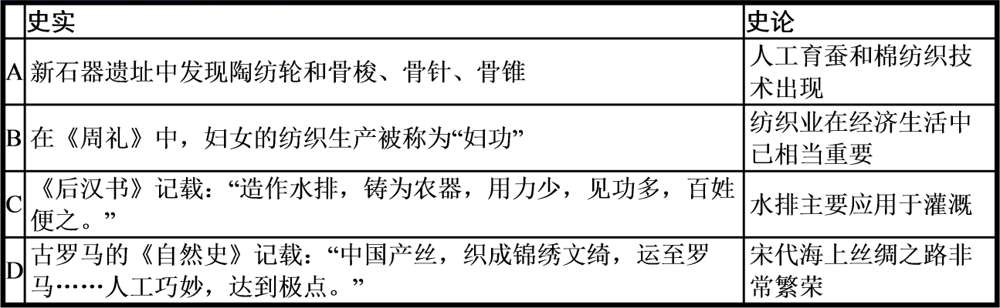 史实 史论
A 新石器遗址中发现陶纺轮和骨梭、骨针、骨锥 人工育蚕和棉纺织技
术出现
B 在《周礼》中，妇女的纺织生产被称为“妇功” 纺织业在经济生活中
已相当重要
C 《后汉书》记载：“造作水排，铸为农器，用力少，见功多，百姓
便之。” 水排主要应用于灌溉
D 古罗马的《自然史》记载：“中国产丝，织成锦绣文绮，运至罗
马……人工巧妙，达到极点。” 宋代海上丝绸之路非
常繁荣